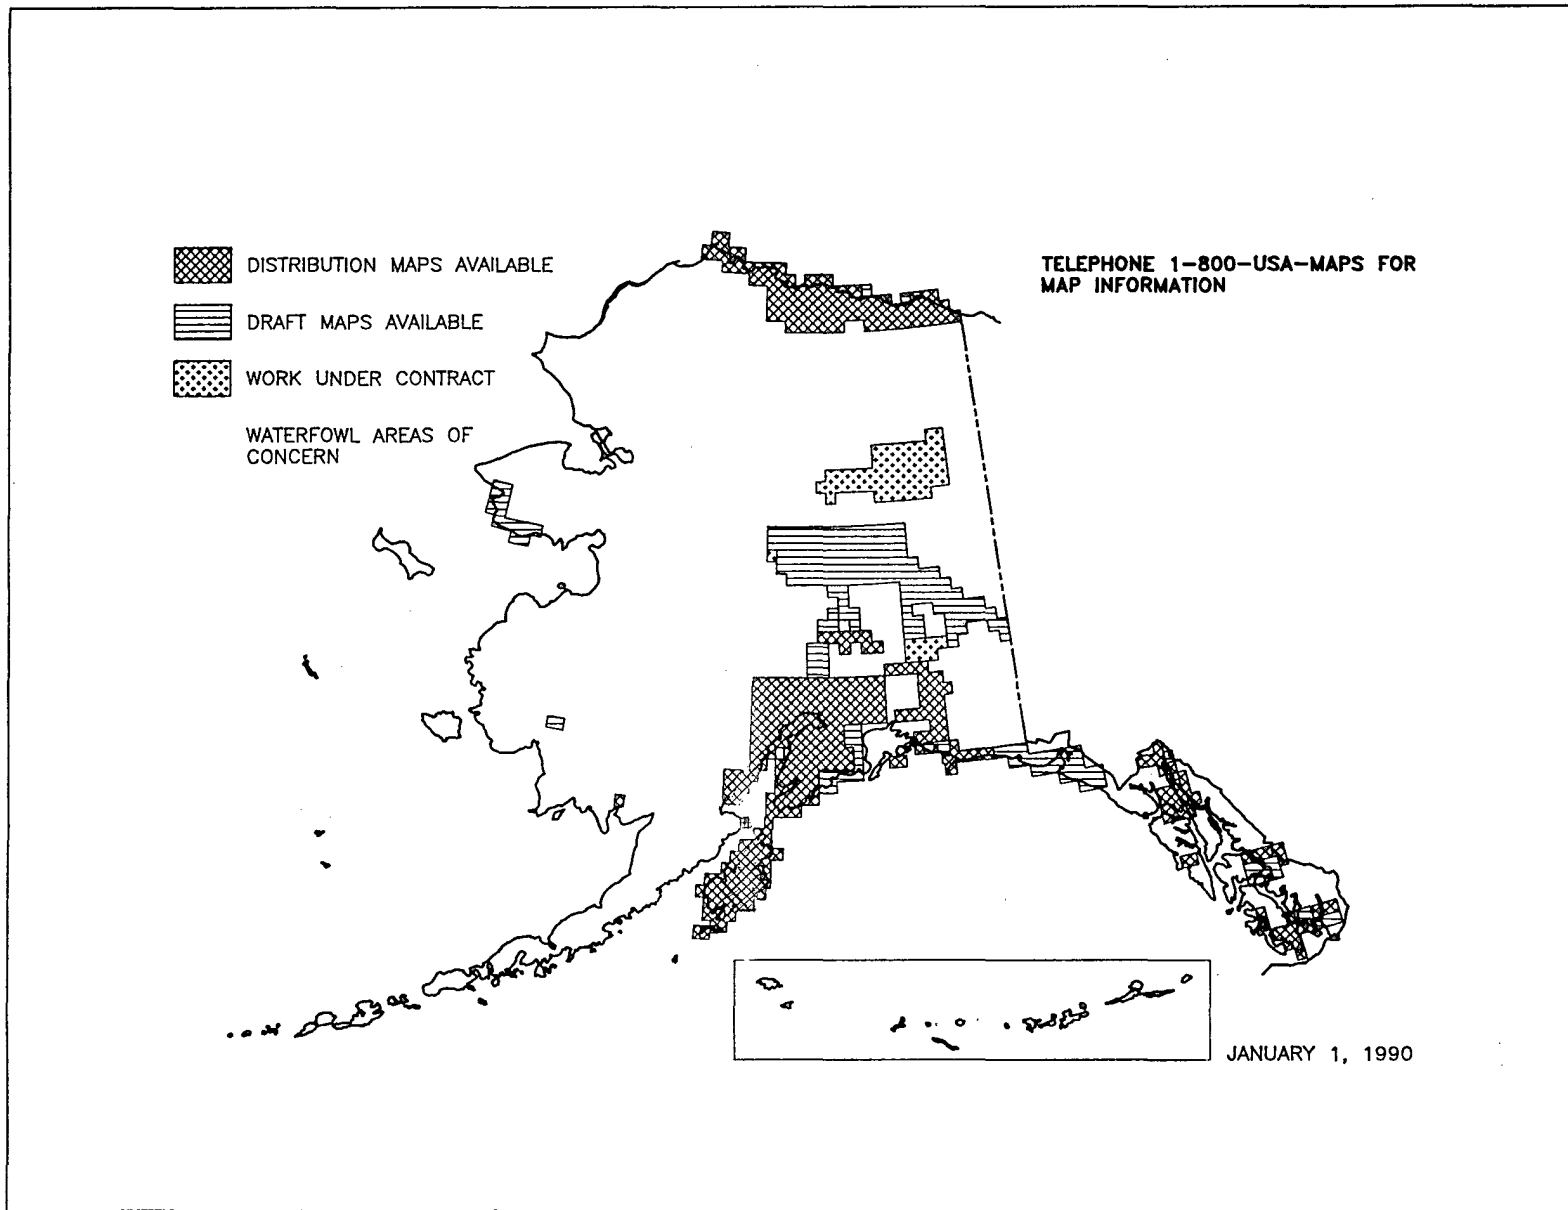 DISTRIBUTION MAPS AVAILABLE
TELEPHONE 1-800-USA-MAPS FOR
MAP INFORMATION
DRAFT MAPS AVAILABLE
WORK UNDER CONTRACT
WATERFOWL AREAS OF
CONCERN
JANUARY 1, 1990